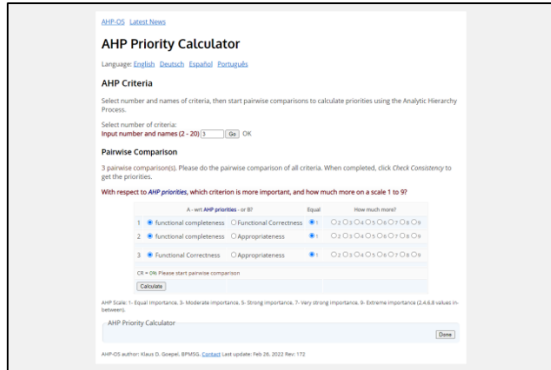 AHP-OS Latest News
AHP Priority Calculator
Language: English Deutsch Español Português
AHP Criteria
Select number and names of criteria, then start pairwise comparisons to calculate priorities using the Analytic Hierarchy
Process.
Select number of criteria:
Input number and names (2 - 20) 3 Go OK
Pairwise Comparison
3 pairwise comparison(s). Please do the pairwise comparison of all criteria. When completed, click Check Consistency to
get the priorities.
With respect to AHP priorities, which criterion is more important, and how much more on a scale 1 to 9?
A - wrt AHP priorities - or B? Equal How much more?
1 functional completeness Functional Correctness 1 2 3 4 5 6 7 8 9
2 functional completeness Appropriateness 1 2 3 4 5 6 7 8 9
3 Functional Correctness Appropriateness 1 2 3 4 5 6 7 8 9
CR = 0% Please start pairwise comparison
Calculate
AHP Scale: 1- Equal Importance, 3- Moderate importance, 5- Strong importance, 7- Very strong importance, 9- Extreme importance (2,4,6,8 values in-
between).
AHP Priority Calculator
Done
AHP-OS author: Klaus D. Goepel, BPMSG. Contact Last update: Feb 26, 2022 Rev: 172